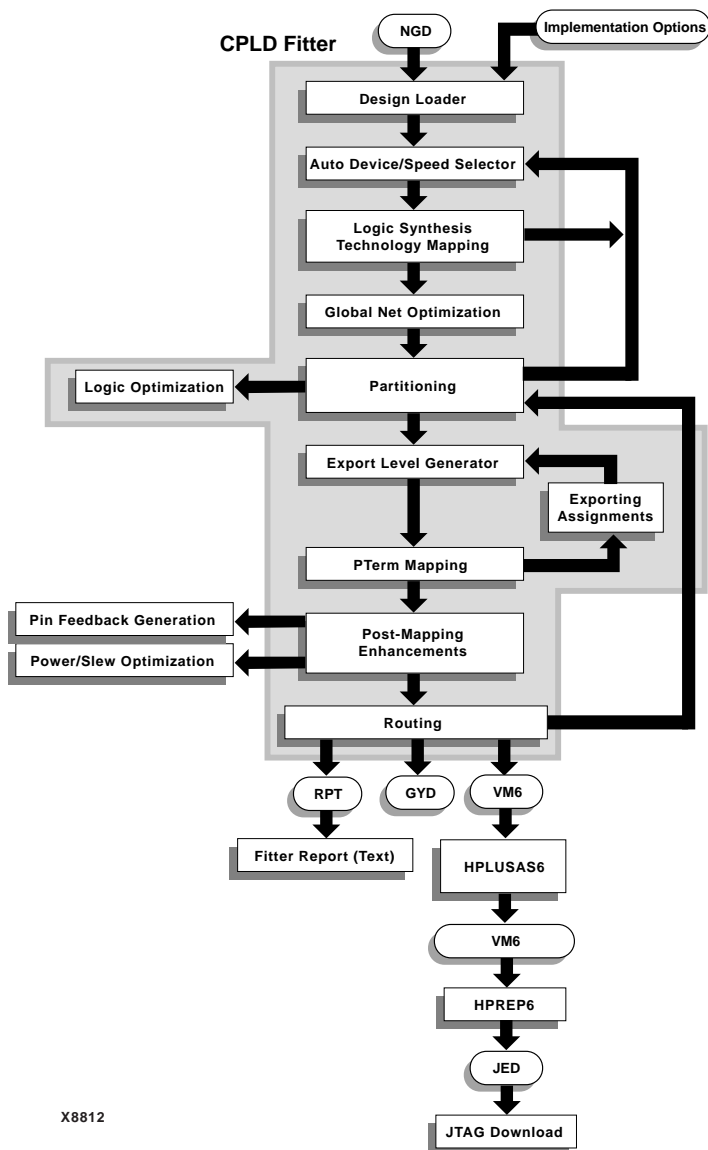 NGD
Implementation Options
CPLD Fitter
Design Loader
Auto Device/Speed Selector
Logic Synthesis
Technology Mapping
Global Net Optimization
Logic Optimization
Partitioning
Export Level Generator
Exporting
Assignments
PTerm Mapping
Pin Feedback Generation
Post-Mapping
Enhancements
Power/Slew Optimization
Routing
RPT
GYD
VM6
Fitter Report (Text)
HPLUSAS6
VM6
HPREP6
JED
X8812
JTAG Download